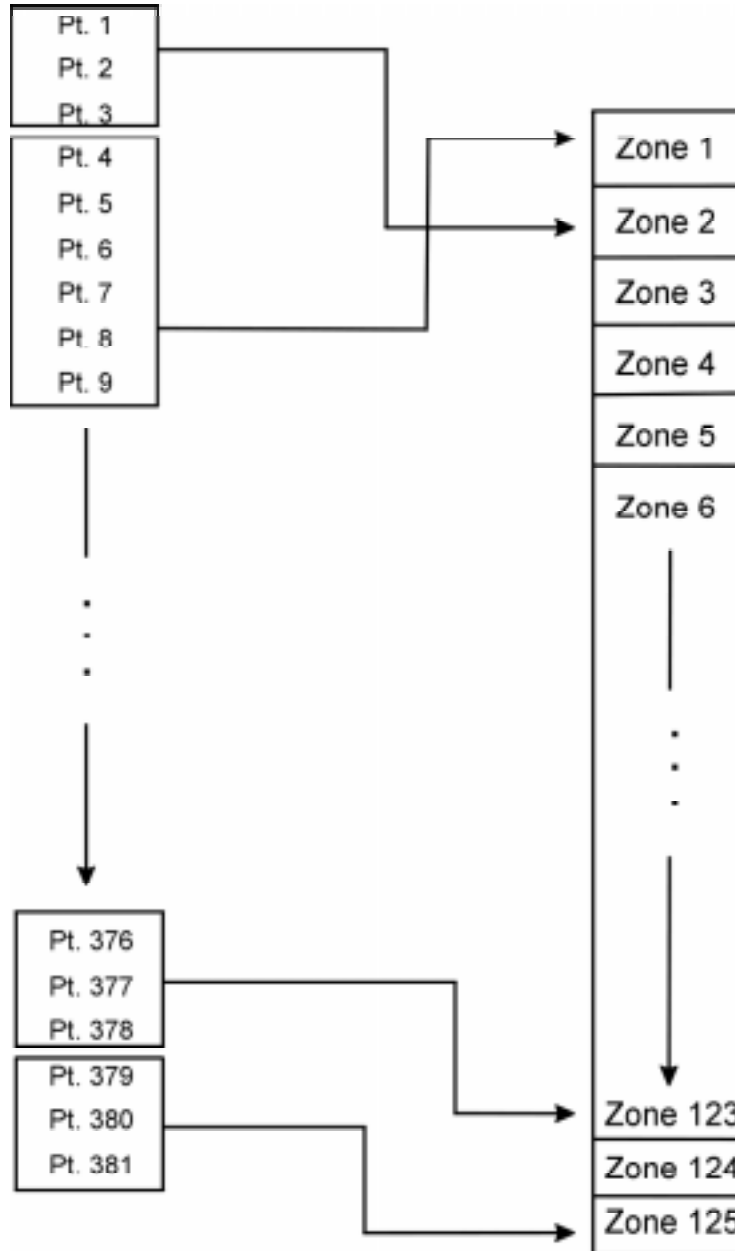 Pt. 1
Pt. 2
Pt. 3
Pt. 4
Pt. 5
Pt. 6
Pt. 7
Pt. 8
Pt. 9
Pt. 376
Pt. 377
Pt. 378
Pt. 379
Pt. 380
Pt. 381
Zone 1
Zone 2
Zone 3
Zone 4
Zone 5
Zone 6
Zone 123
Zone 124
Zone 125